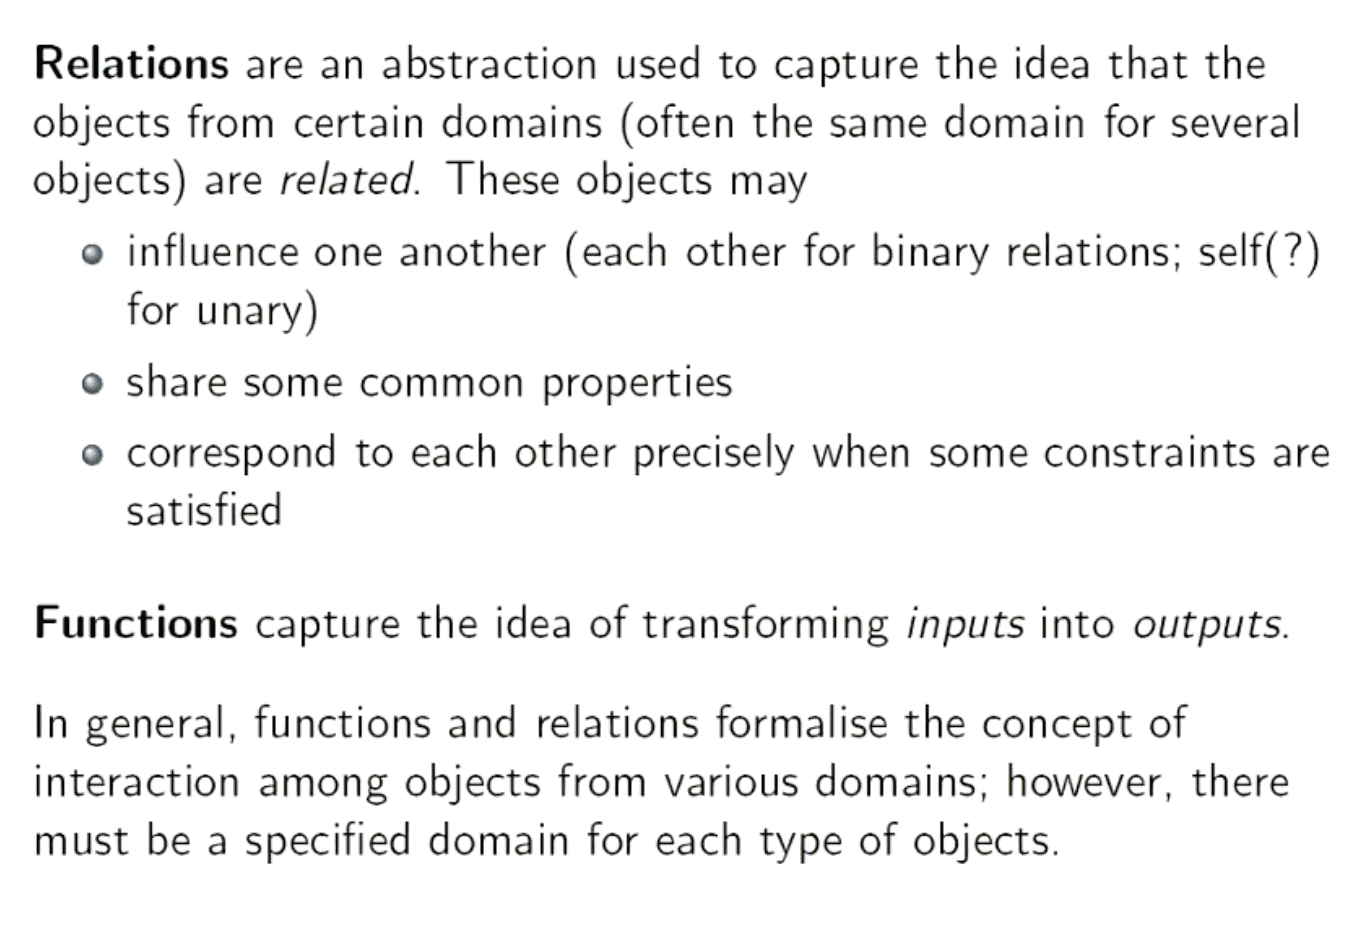 Relations are an abstraction used to capture the idea that the
objects from certain domains (often the same domain for several
objects) are related. These objects may
influence one another (each other for binary relations; self(?)
for unary)
share some common properties
correspond to each other precisely when some constraints are
satisfied
Functions capture the idea of transforming inputs into outputs.
In general, functions and relations formalise the concept of
interaction among objects from various domains; however, there
must be a specified domain for each type of objects.